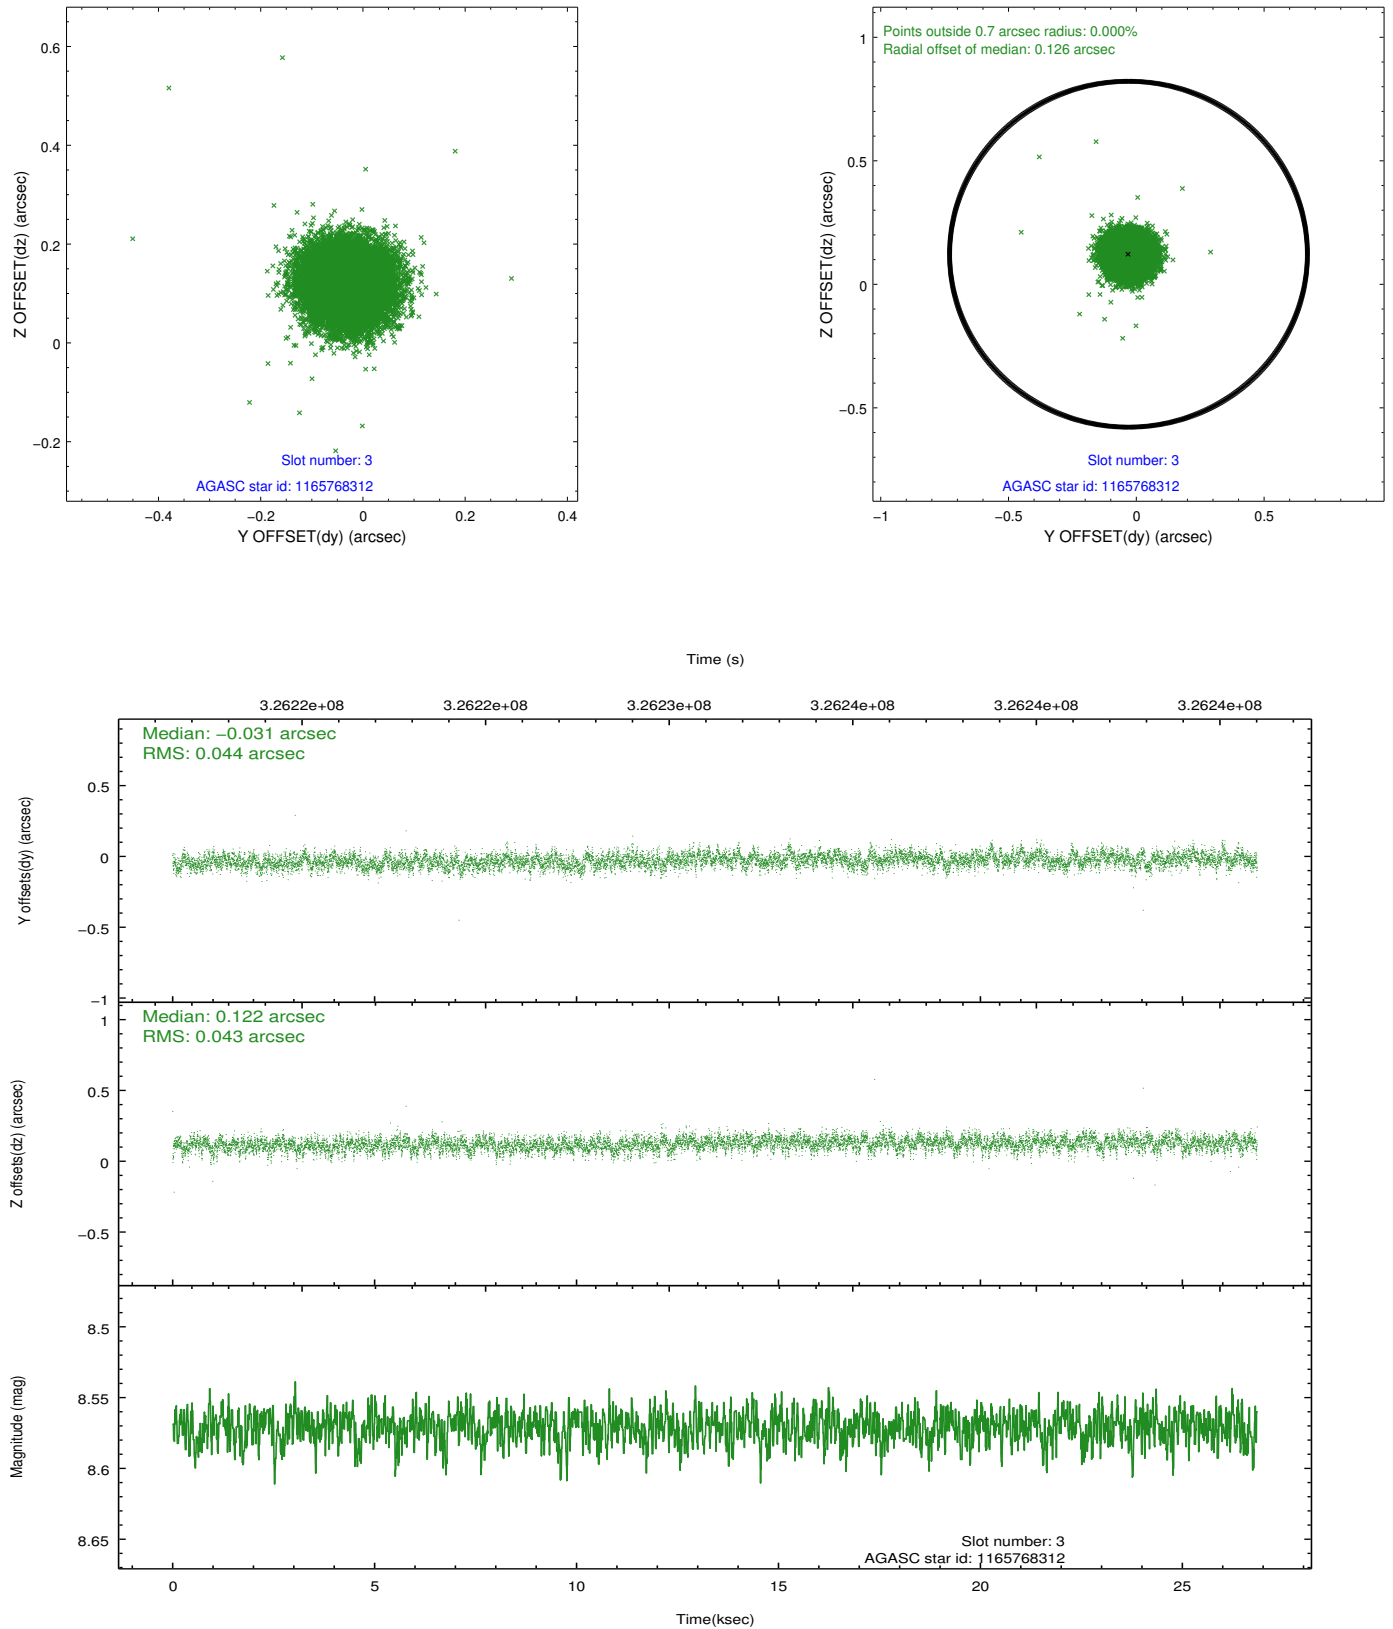 0.6
0.4
0.2
0
−0.2
Z OFFSET(dz) (arcsec)
Slot number: 3
AGASC star id: 1165768312
−0.4 −0.2 0 0.2 0.4
Y OFFSET(dy) (arcsec)
Points outside 0.7 arcsec radius: 0.000%
Radial offset of median: 0.126 arcsec
1
0.5
0
−0.5
Z OFFSET(dz) (arcsec)
Slot number: 3
AGASC star id: 1165768312
−1 −0.5 0 0.5
Y OFFSET(dy) (arcsec)
Time (s)
3.2622e+08 3.2622e+08 3.2623e+08 3.2624e+08 3.2624e+08 3.2624e+08
Median: −0.031 arcsec
RMS: 0.044 arcsec
0.5
0
−0.5
−1
Y offsets(dy) (arcsec)
Median: 0.122 arcsec
RMS: 0.043 arcsec
1
0.5
0
−0.5
Z offsets(dz) (arcsec)
8.5
8.55
8.6
8.65
Magnitude (mag)
Slot number: 3
AGASC star id: 1165768312
0 5 10 15 20 25
Time(ksec)